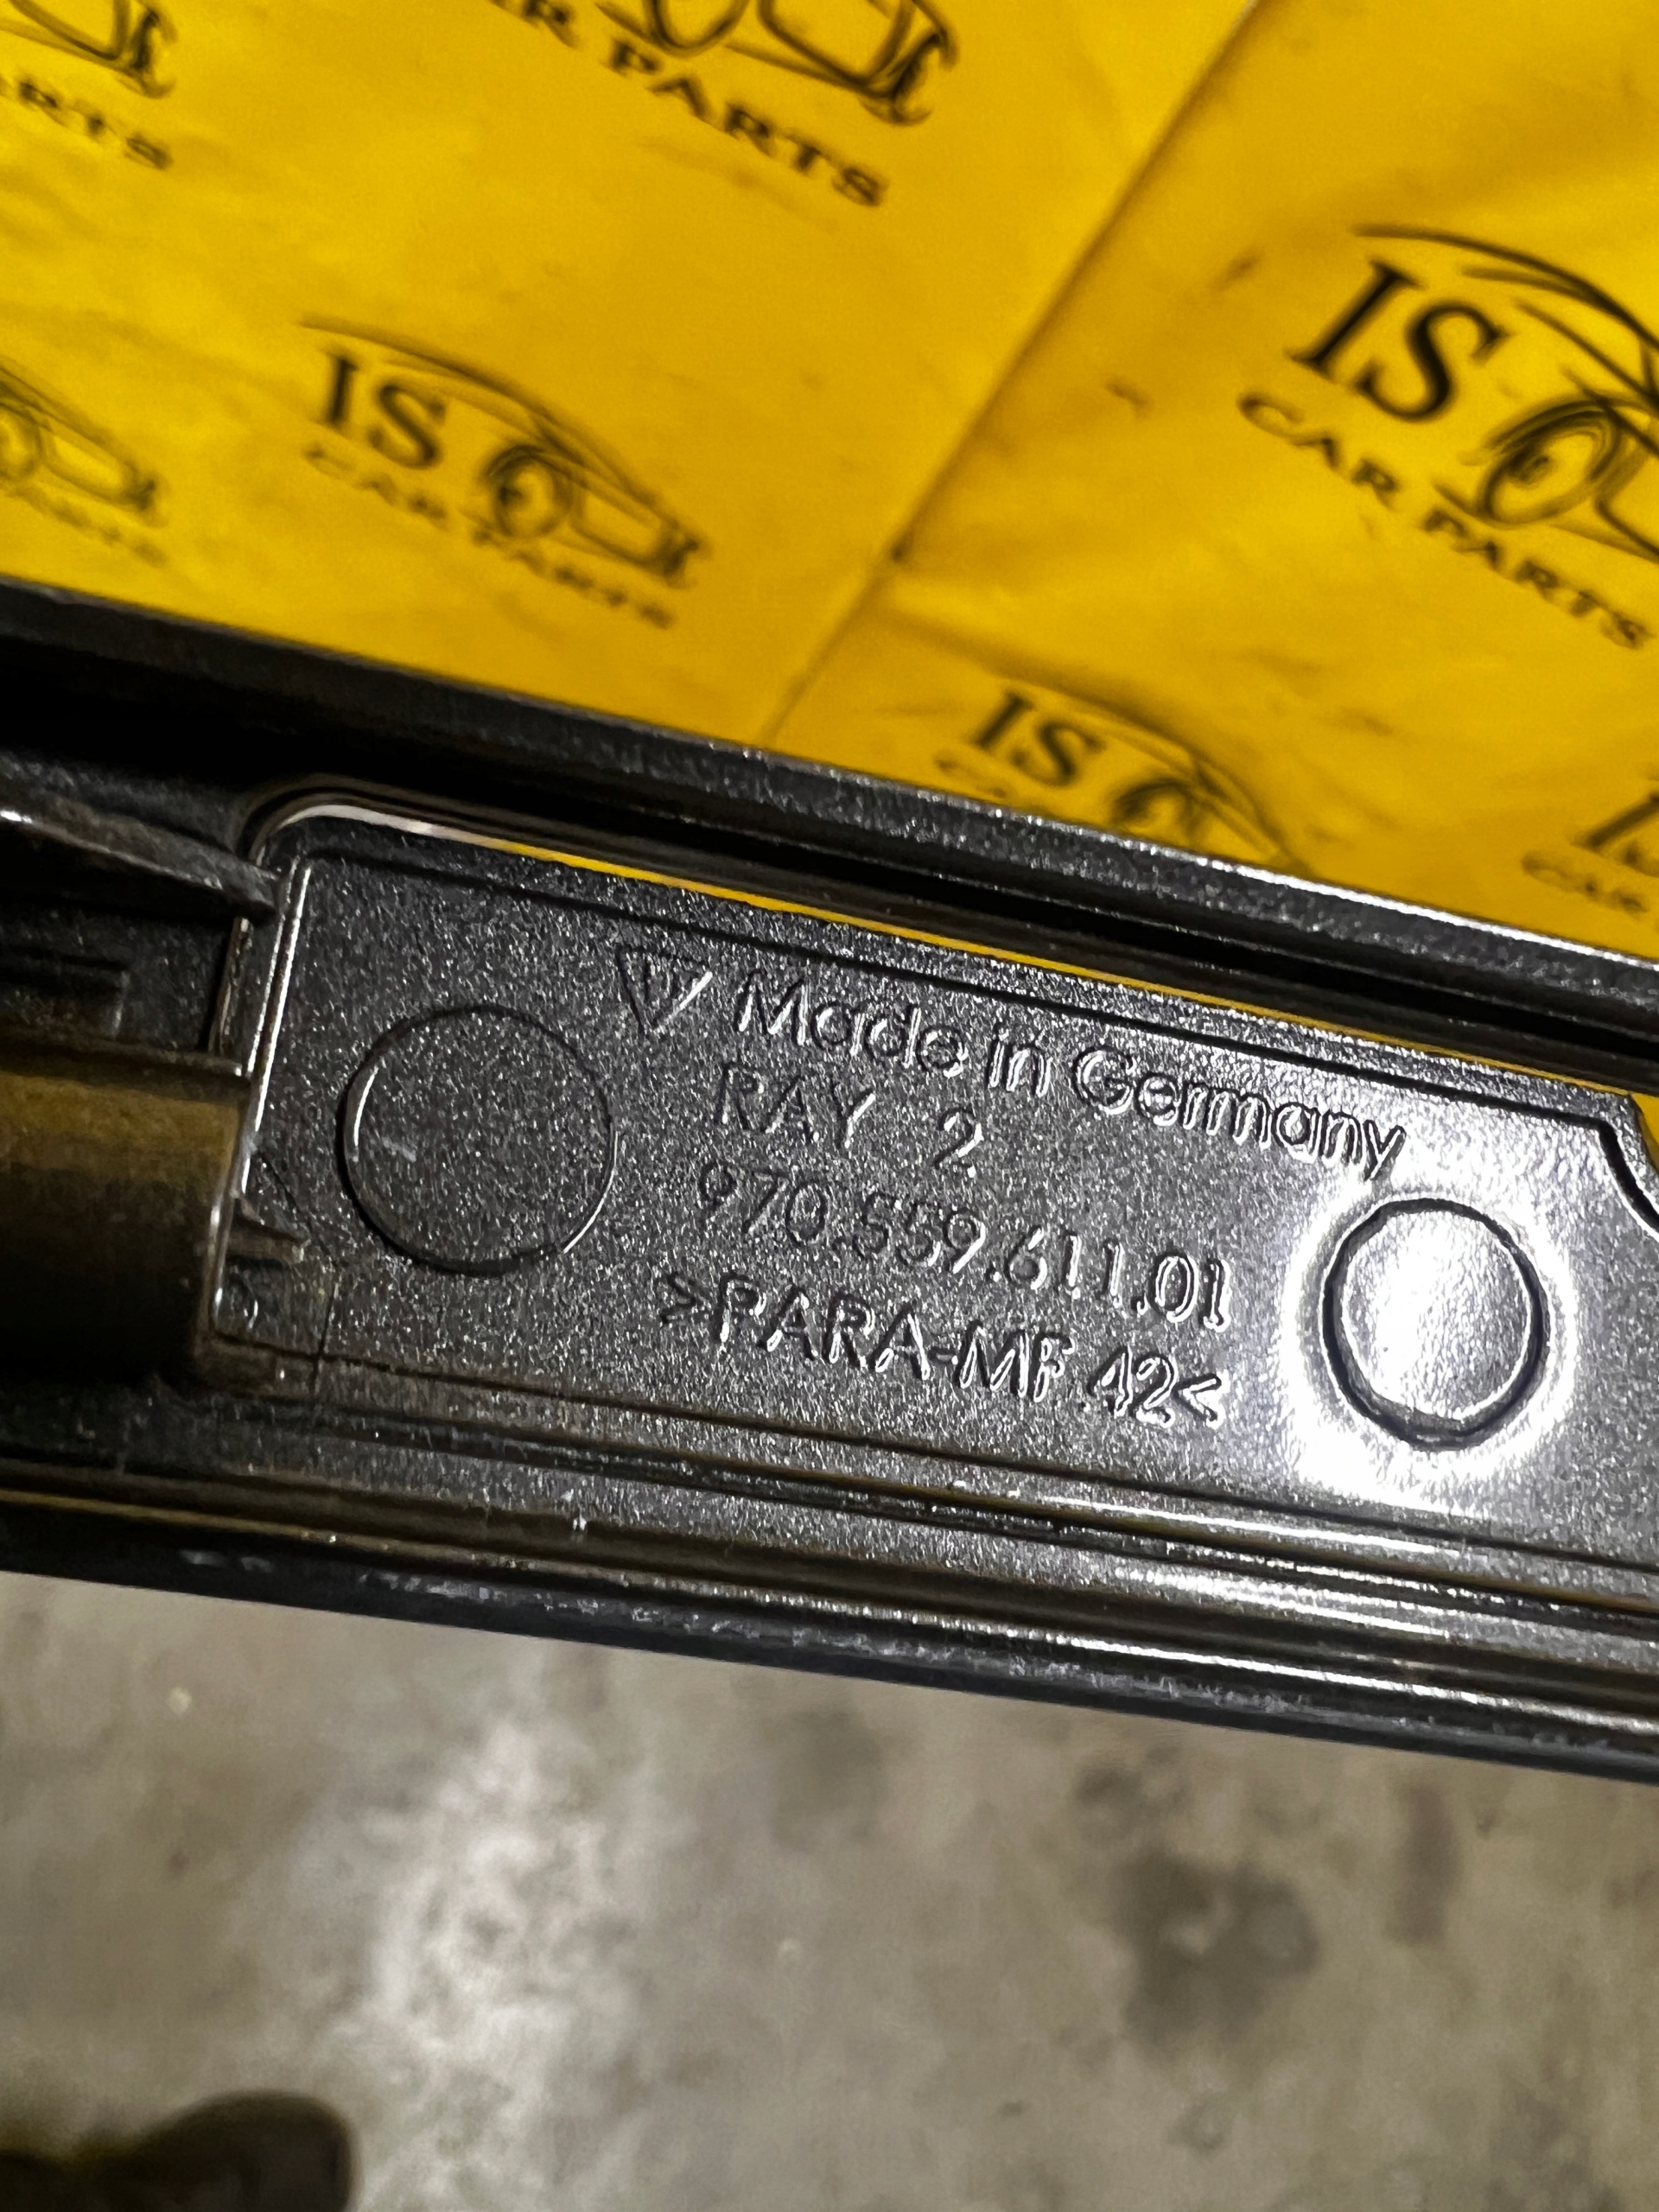 PARTS
CAR PARTS
IS
CAR PARTS
IS
CAR PARTS
IS
CAR
Made in Germany
RAY 2
970.559.611.01
>PARA-MF 42<